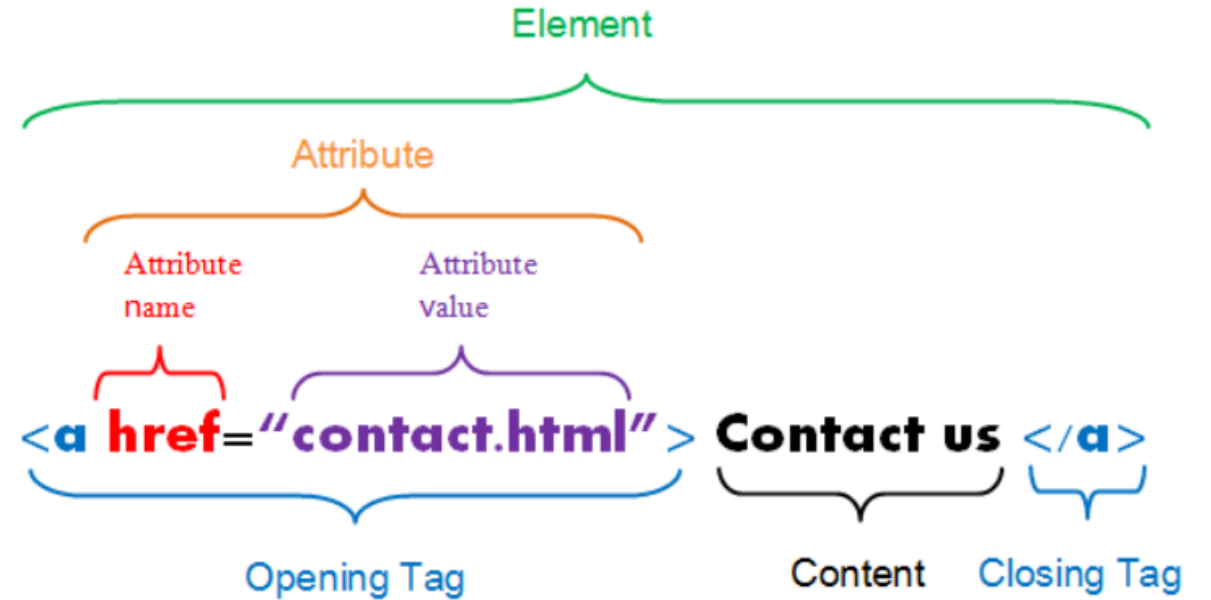 Element
Attribute
Attribute Attribute
name value
<a href=“contact.html”> Contact us </a>
Opening Tag Content Closing Tag